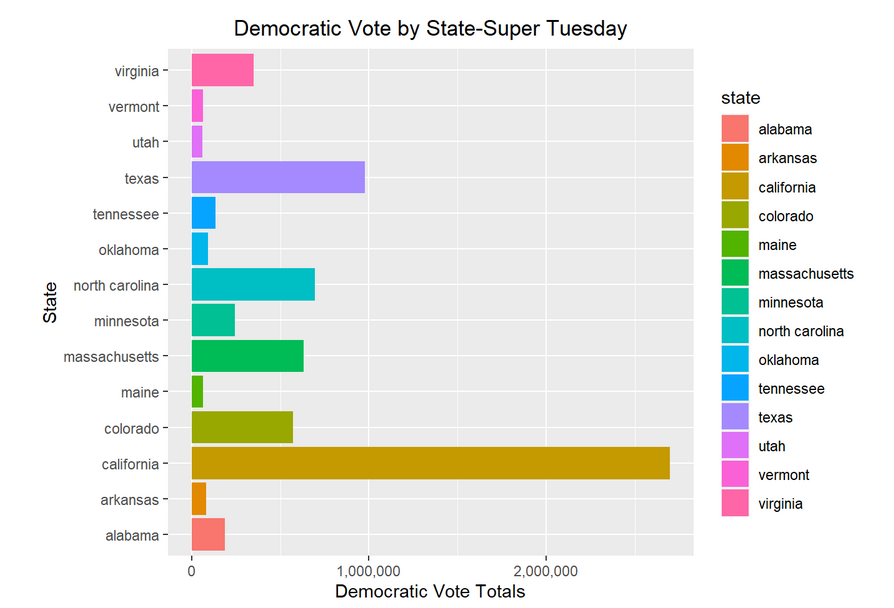 Democratic Vote by State-Super Tuesday
State
virginia
vermont
utah
texas
tennessee
oklahoma
north carolina
minnesota
massachusetts
maine
colorado
california
arkansas
alabama
0 1,000,000 2,000,000
Democratic Vote Totals
state
alabama
arkansas
california
colorado
maine
massachusetts
minnesota
north carolina
oklahoma
tennessee
texas
utah
vermont
virginia